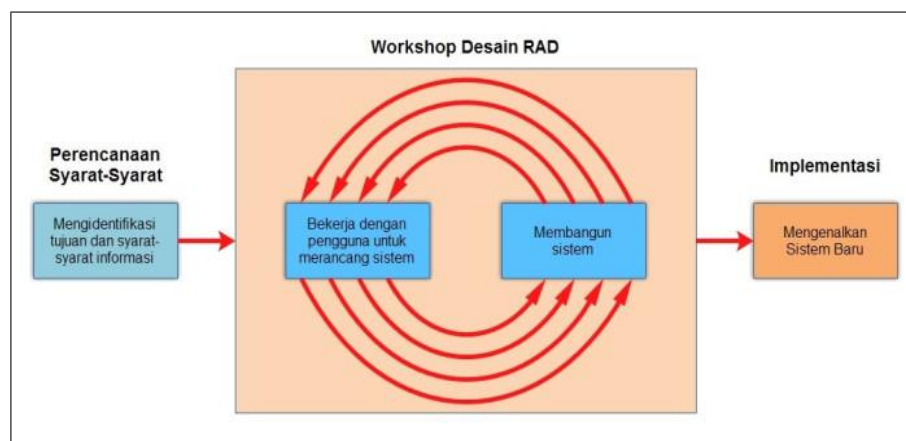 Workshop Desain RAD
Perencanaan
Syarat-Syarat
Mengidentifikasi
tujuan dan syarat-
syarat informasi
Bekerja dengan
pengguna untuk
merancang sistem
Membangun
sistem
Implementasi
Mengenalkan
Sistem Baru